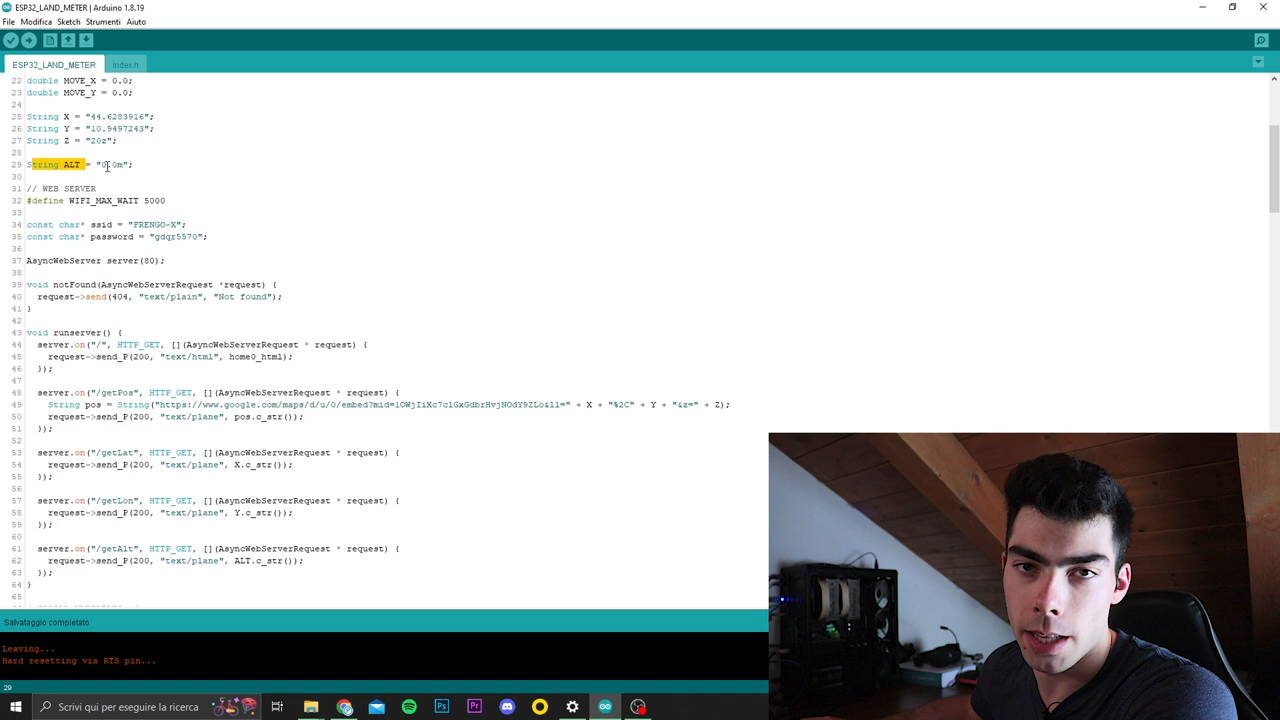 ESP32_LAND_METER | Arduino 1.8.19
File Modifica Sketch Strumenti Aiuto
ESP32_LAND_METER index.h
22 double MOVE_X = 0.0;
23 double MOVE_Y = 0.0;
24
25 String X = "44.6283916";
26 String Y = "10.9497243";
27 String Z = "20z";
28
29 String ALT = "0.0m";
30
31 // WEB SERVER
32 #define WIFI_MAX_WAIT 5000
33
34 const char* ssid = "FRENGO-X";
35 const char* password = "gdqr5570";
36
37 AsyncWebServer server(80);
38
39 void notFound(AsyncWebServerRequest *request) {
40 request->send(404, "text/plain", "Not found");
41 }
42
43 void runserver() {
44 server.on("/", HTTP_GET, [](AsyncWebServerRequest * request) {
45 request->send_P(200, "text/html", home0_html);
46 });
47
48 server.on("/getPos", HTTP_GET, [](AsyncWebServerRequest * request) {
49 String pos = String("https://www.google.com/maps/d/u/0/embed?mid=1OWjIiXc7clGxGdbrHvjNOdY9ZLo&ll=" + X + "%2C" + Y + "&z=" + Z);
50 request->send_P(200, "text/plane", pos.c_str());
51 });
52
53 server.on("/getLat", HTTP_GET, [](AsyncWebServerRequest * request) {
54 request->send_P(200, "text/plane", X.c_str());
55 });
56
57 server.on("/getLon", HTTP_GET, [](AsyncWebServerRequest * request) {
58 request->send_P(200, "text/plane", Y.c_str());
59 });
60
61 server.on("/getAlt", HTTP_GET, [](AsyncWebServerRequest * request) {
62 request->send_P(200, "text/plane", ALT.c_str());
63 });
64 }
65
Salvataggio completato
Leaving...
Hard resetting via RTS pin...
29
Scrivi qui per eseguire la ricerca
Ps
Pr